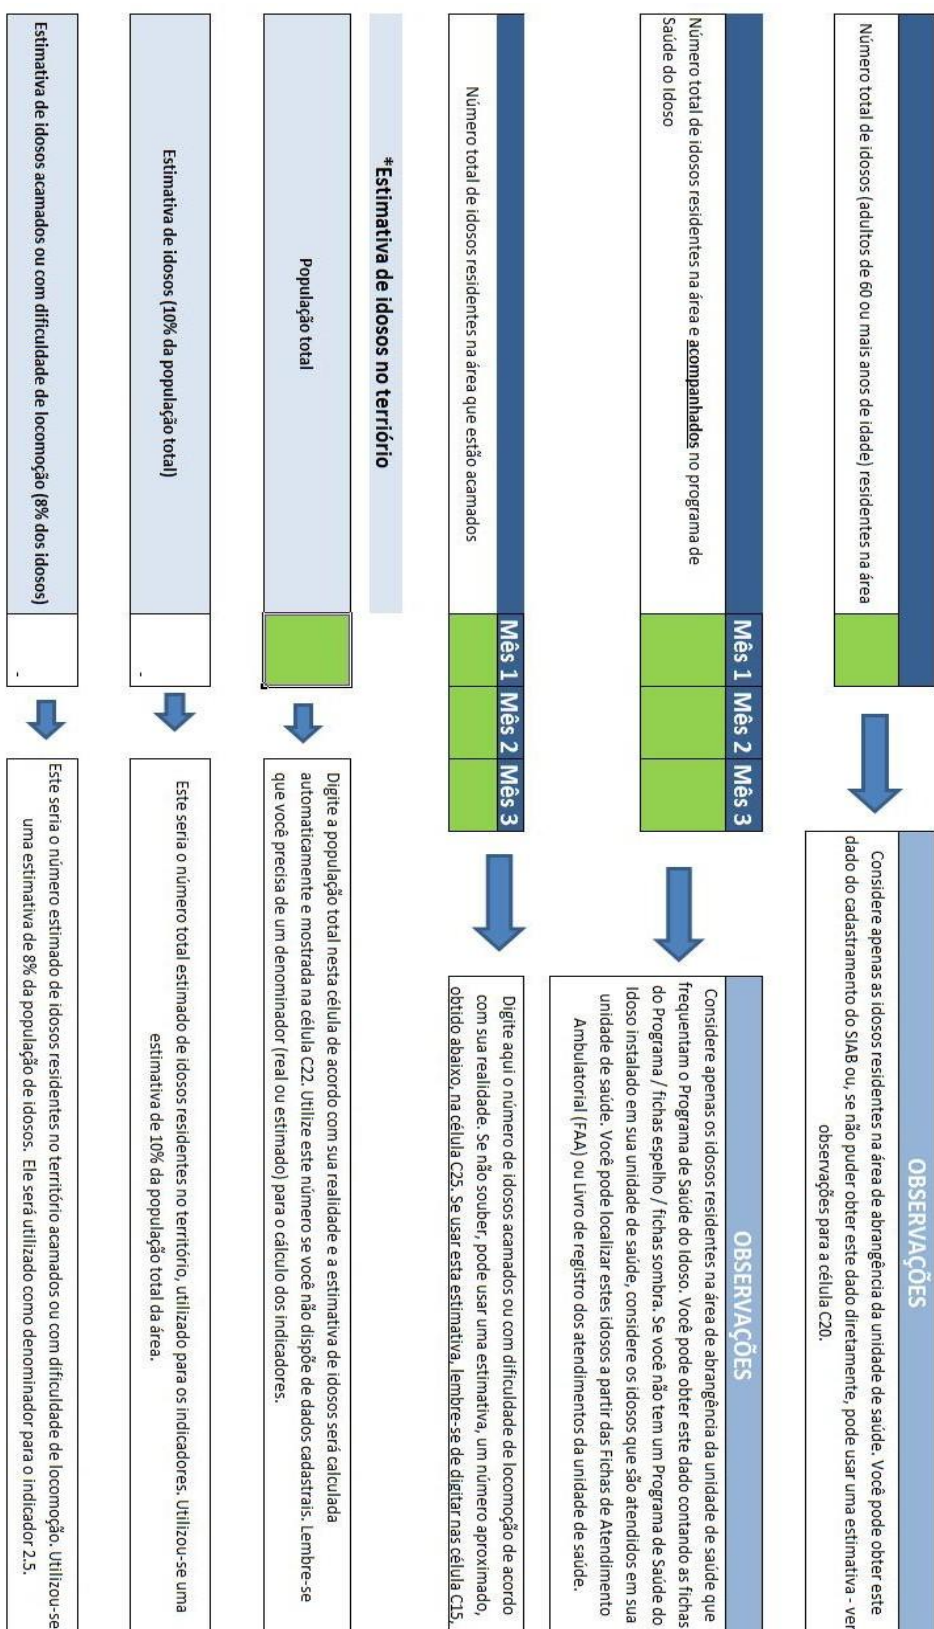 OBSERVAÇÕES
Número total de idosos (adultos de 60 ou mais anos de idade) residentes na área
Considere apenas as idosos residentes na área de abrangência da unidade de saúde. Você pode obter este
dado do cadastramento do SIAB ou, se não puder obter este dado diretamente, pode usar uma estimativa - ver
observações para a célula C20.
Mês 1 Mês 2 Mês 3
OBSERVAÇÕES
Número total de idosos residentes na área e acompanhados no programa de
Saúde do Idoso
Considere apenas os idosos residentes na área de abrangência da unidade de saúde que
frequentam o Programa de Saúde do Idoso. Você pode obter este dado contando as fichas
do Programa / fichas espelho / fichas sombra. Se você não tem um Programa de Saúde do
Idoso instalado em sua unidade de saúde, considere os idosos que são atendidos em sua
unidade de saúde. Você pode localizar estes idosos a partir das Fichas de Atendimento
Ambulatorial (FAA) ou Livro de registro dos atendimentos da unidade de saúde.
Mês 1 Mês 2 Mês 3
Número total de idosos residentes na área que estão acamados
Digite aqui o número de idosos acamados ou com dificuldade de locomoção de acordo
com sua realidade. Se não souber, pode usar uma estimativa, um número aproximado,
obtido abaixo, na célula C25. Se usar esta estimativa, lembre-se de digitar nas célula C15,
*Estimativa de idosos no terriório
População total
Digite a população total nesta célula de acordo com sua realidade e a estimativa de idosos será calculada
automaticamente e mostrada na célula C22. Utilize este número se você não dispõe de dados cadastrais. Lembre-se
que você precisa de um denominador (real ou estimado) para o cálculo dos indicadores.
Estimativa de idosos (10% da população total)
-
Este seria o número total estimado de idosos residentes no território, utilizado para os indicadores. Utilizou-se uma
estimativa de 10% da população total da área.
Estimativa de idosos acamados ou com dificuldade de locomoção (8% dos idosos)
-
Este seria o número estimado de idosos residentes no território acamados ou com dificuldade de locomoção. Utilizou-se
uma estimativa de 8% da população de idosos. Ele será utilizado como denominador para o indicador 2.5.